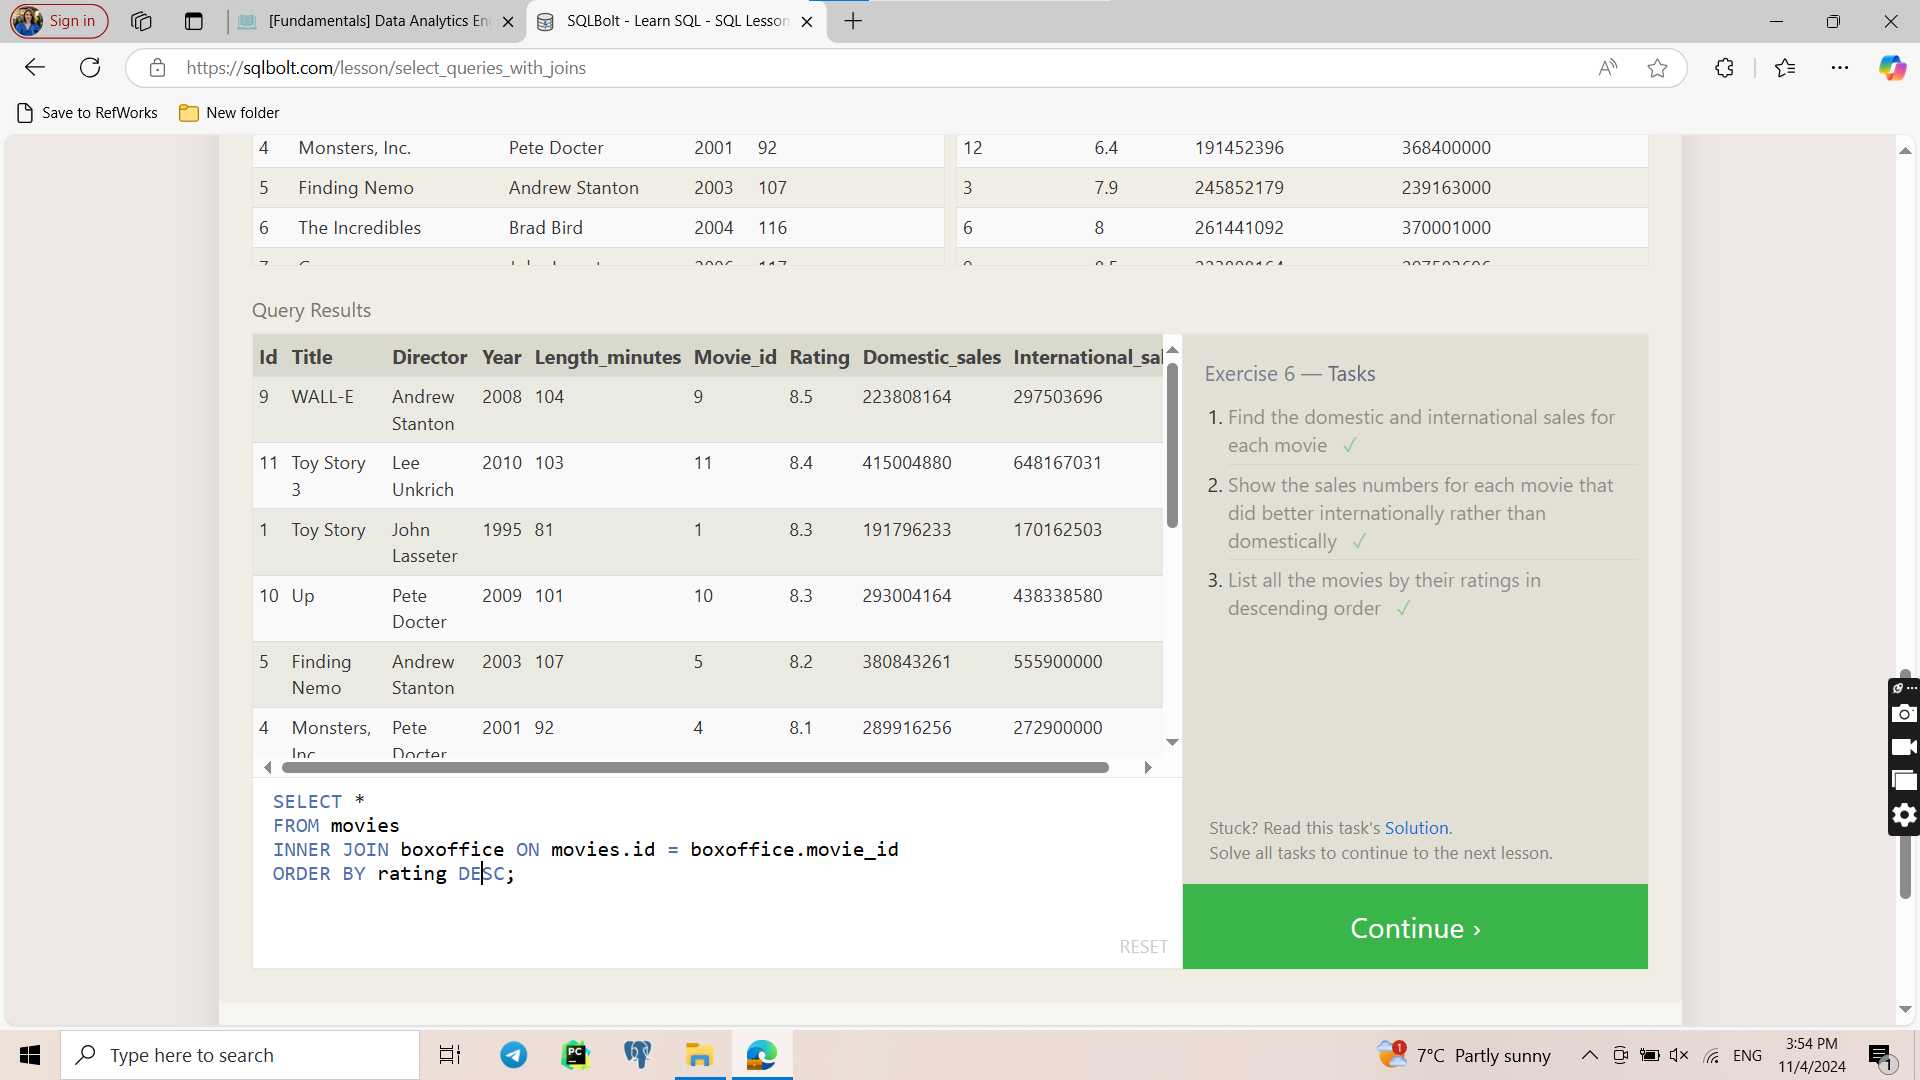 Sign in
[Fundamentals] Data Analytics En
SQLBolt - Learn SQL - SQL Lesson
https://sqlbolt.com/lesson/select_queries_with_joins
Save to RefWorks
New folder
4 Monsters, Inc. Pete Docter 2001 92 12 6.4 191452396 368400000
5 Finding Nemo Andrew Stanton 2003 107 3 7.9 245852179 239163000
6 The Incredibles Brad Bird 2004 116 6 8 261441092 370001000
Query Results
Id Title Director Year Length_minutes Movie_id Rating Domestic_sales International_sal
9 WALL-E Andrew Stanton 2008 104 9 8.5 223808164 297503696
11 Toy Story 3 Lee Unkrich 2010 103 11 8.4 415004880 648167031
1 Toy Story John Lasseter 1995 81 1 8.3 191796233 170162503
10 Up Pete Docter 2009 101 10 8.3 293004164 438338580
5 Finding Nemo Andrew Stanton 2003 107 5 8.2 380843261 555900000
4 Monsters, Inc. Pete Docter 2001 92 4 8.1 289916256 272900000
Exercise 6 — Tasks
1. Find the domestic and international sales for
each movie ✓
2. Show the sales numbers for each movie that
did better internationally rather than
domestically ✓
3. List all the movies by their ratings in
descending order ✓
SELECT *
FROM movies
INNER JOIN boxoffice ON movies.id = boxoffice.movie_id
ORDER BY rating DESC;
RESET
Stuck? Read this task's Solution.
Solve all tasks to continue to the next lesson.
Continue ›
Type here to search
PC
1
7°C Partly sunny
ENG
3:54 PM
11/4/2024
1